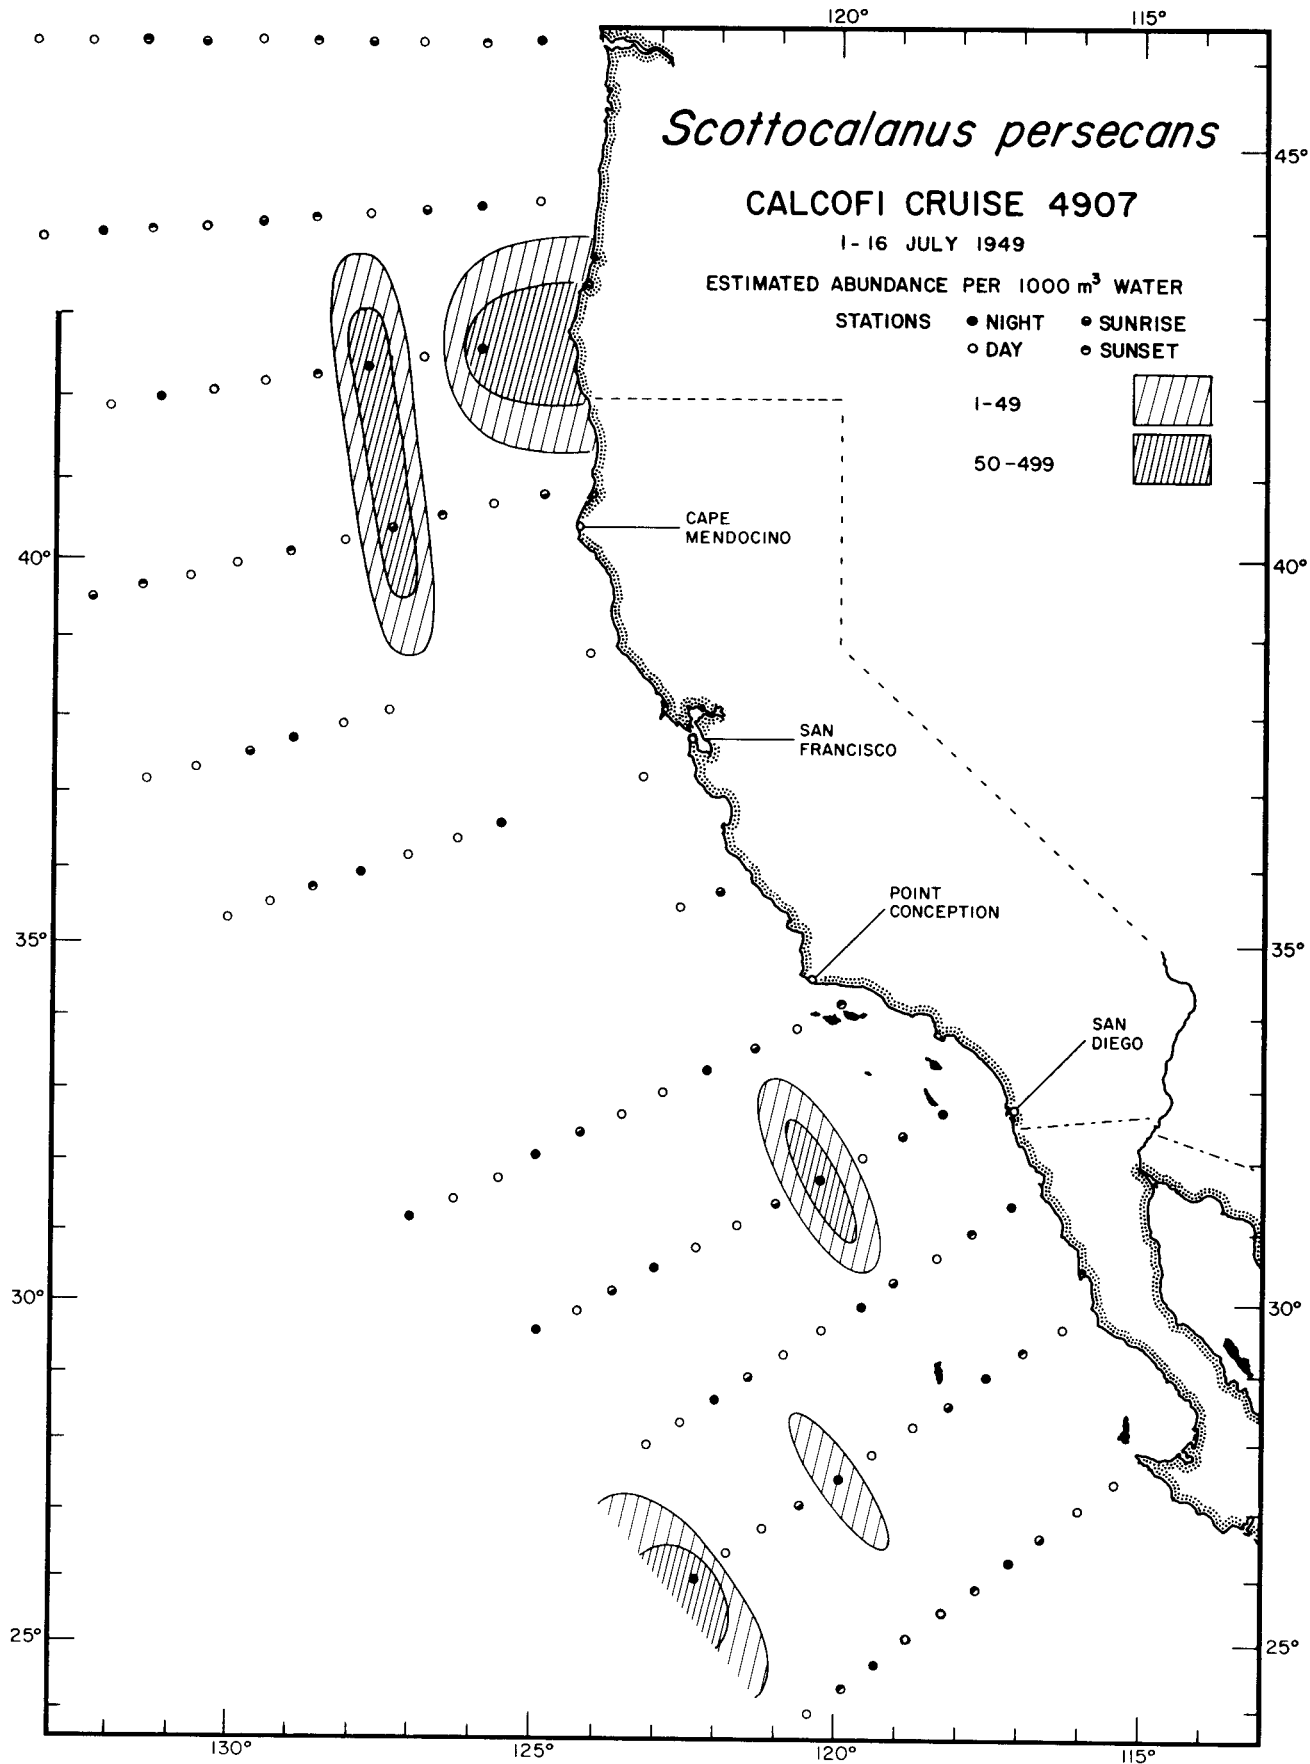 120°
115°
Scottocalanus persecans
45°
CALCOFI CRUISE 4907
1-16 JULY 1949
ESTIMATED ABUNDANCE PER 1000 m³ WATER
STATIONS ● NIGHT SUNRISE
○ DAY SUNSET
1-49
50-499
CAPE
MENDOCINO
40°
40°
SAN
FRANCISCO
POINT
CONCEPTION
35°
35°
SAN
DIEGO
30°
30°
25°
25°
130°
125°
120°
115°